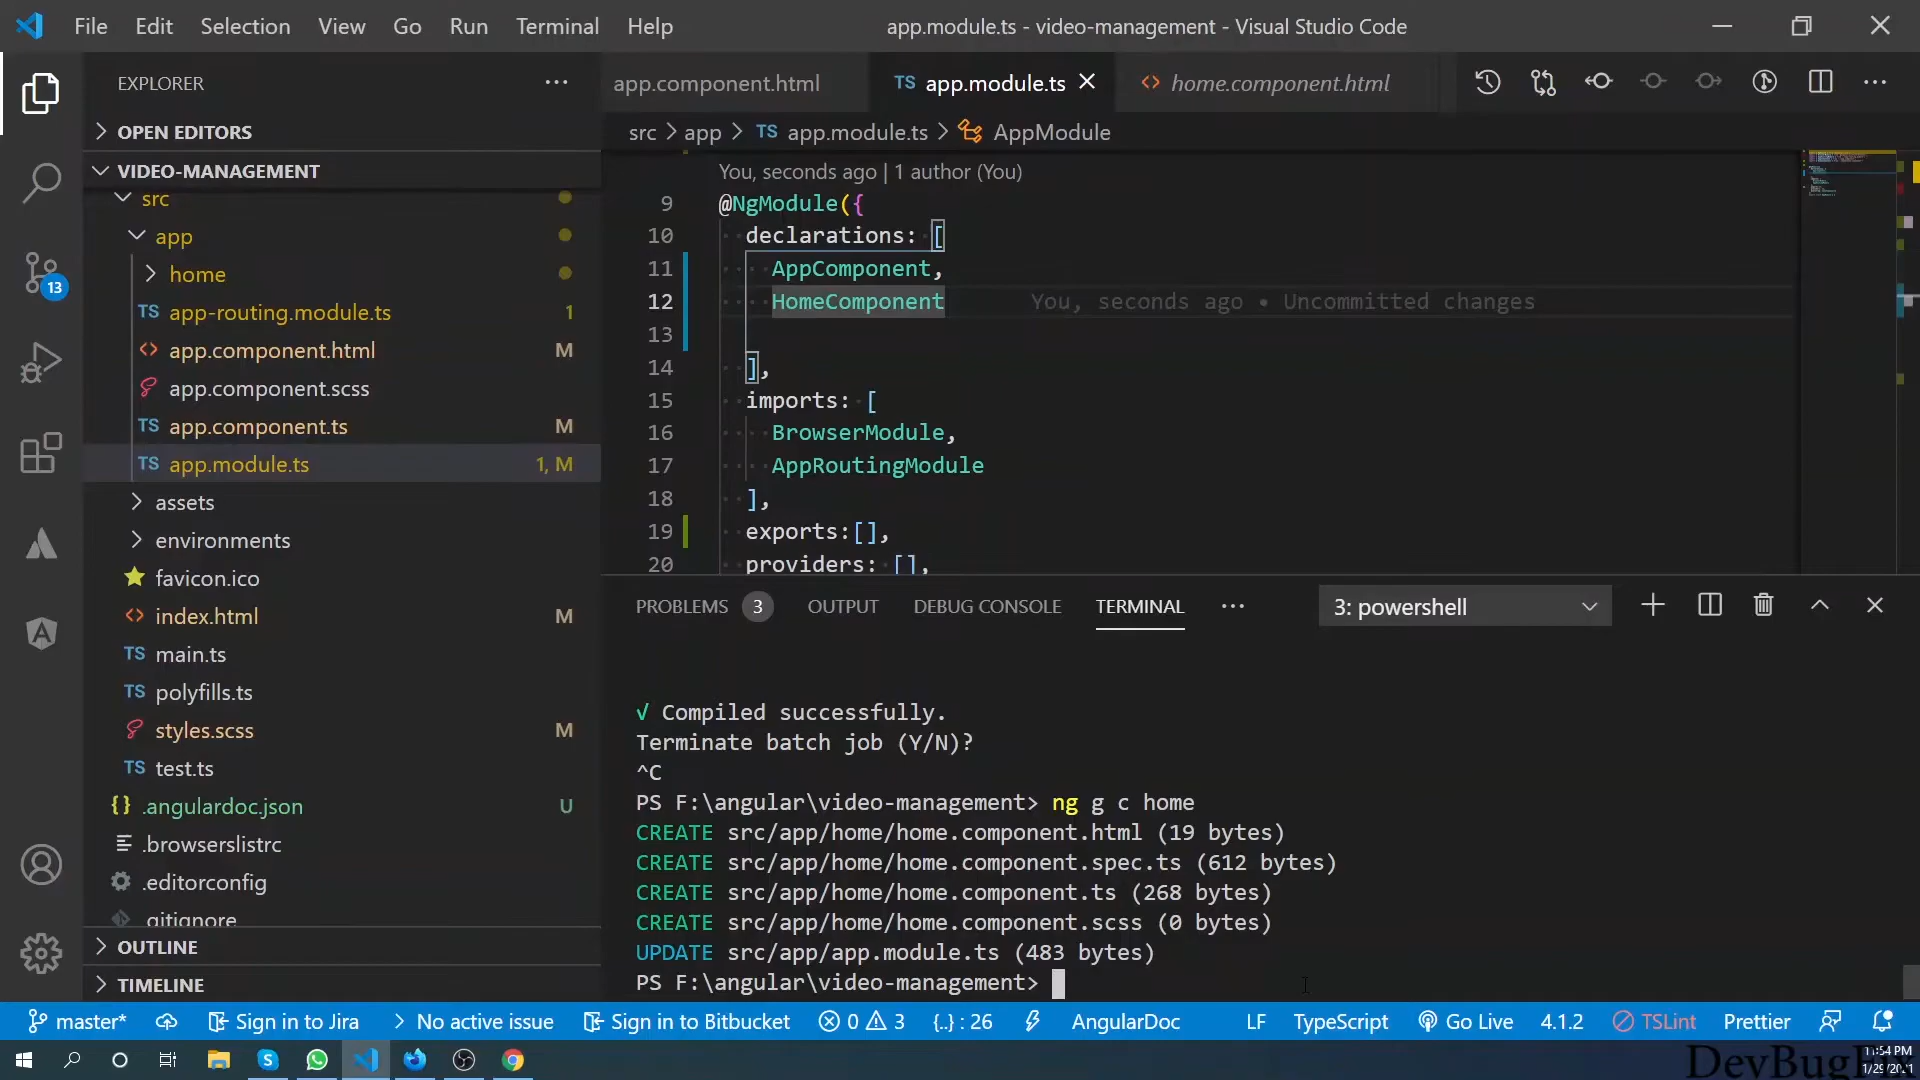 File Edit Selection View Go Run Terminal Help
app.module.ts - video-management - Visual Studio Code
EXPLORER
OPEN EDITORS
VIDEO-MANAGEMENT
src
app
home
TS app-routing.module.ts 1
app.component.html M
app.component.scss
TS app.component.ts M
TS app.module.ts 1, M
assets
environments
favicon.ico
index.html M
TS main.ts
TS polyfills.ts
styles.scss M
TS test.ts
{} .angulardoc.json U
.browserslistrc
.editorconfig
.gitignore
OUTLINE
TIMELINE
13
app.component.html
TS app.module.ts
<> home.component.html
src > app > TS app.module.ts > AppModule
You, seconds ago | 1 author (You)
9 @NgModule({
10 declarations: [
11 AppComponent,
12 HomeComponent You, seconds ago • Uncommitted changes
13
14 ],
15 imports: [
16 BrowserModule,
17 AppRoutingModule
18 ],
19 exports:[],
20 providers: [],
PROBLEMS 3 OUTPUT DEBUG CONSOLE TERMINAL ··· 3: powershell
√ Compiled successfully.
Terminate batch job (Y/N)?
^C
PS F:\angular\video-management> ng g c home
CREATE src/app/home/home.component.html (19 bytes)
CREATE src/app/home/home.component.spec.ts (612 bytes)
CREATE src/app/home/home.component.ts (268 bytes)
CREATE src/app/home/home.component.scss (0 bytes)
UPDATE src/app/app.module.ts (483 bytes)
PS F:\angular\video-management>
master* Sign in to Jira No active issue Sign in to Bitbucket 0 3 {..} : 26 AngularDoc LF TypeScript Go Live 4.1.2 TSLint Prettier
11:54 PM